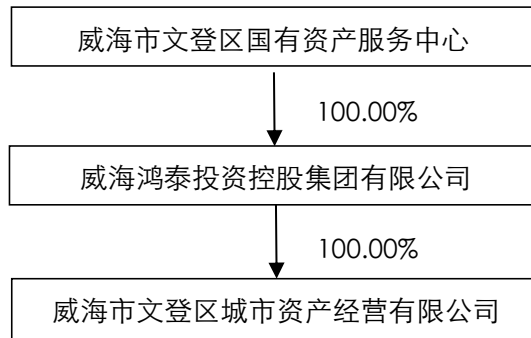 威海市文登区国有资产服务中心
100.00%
威海鸿泰投资控股集团有限公司
100.00%
威海市文登区城市资产经营有限公司